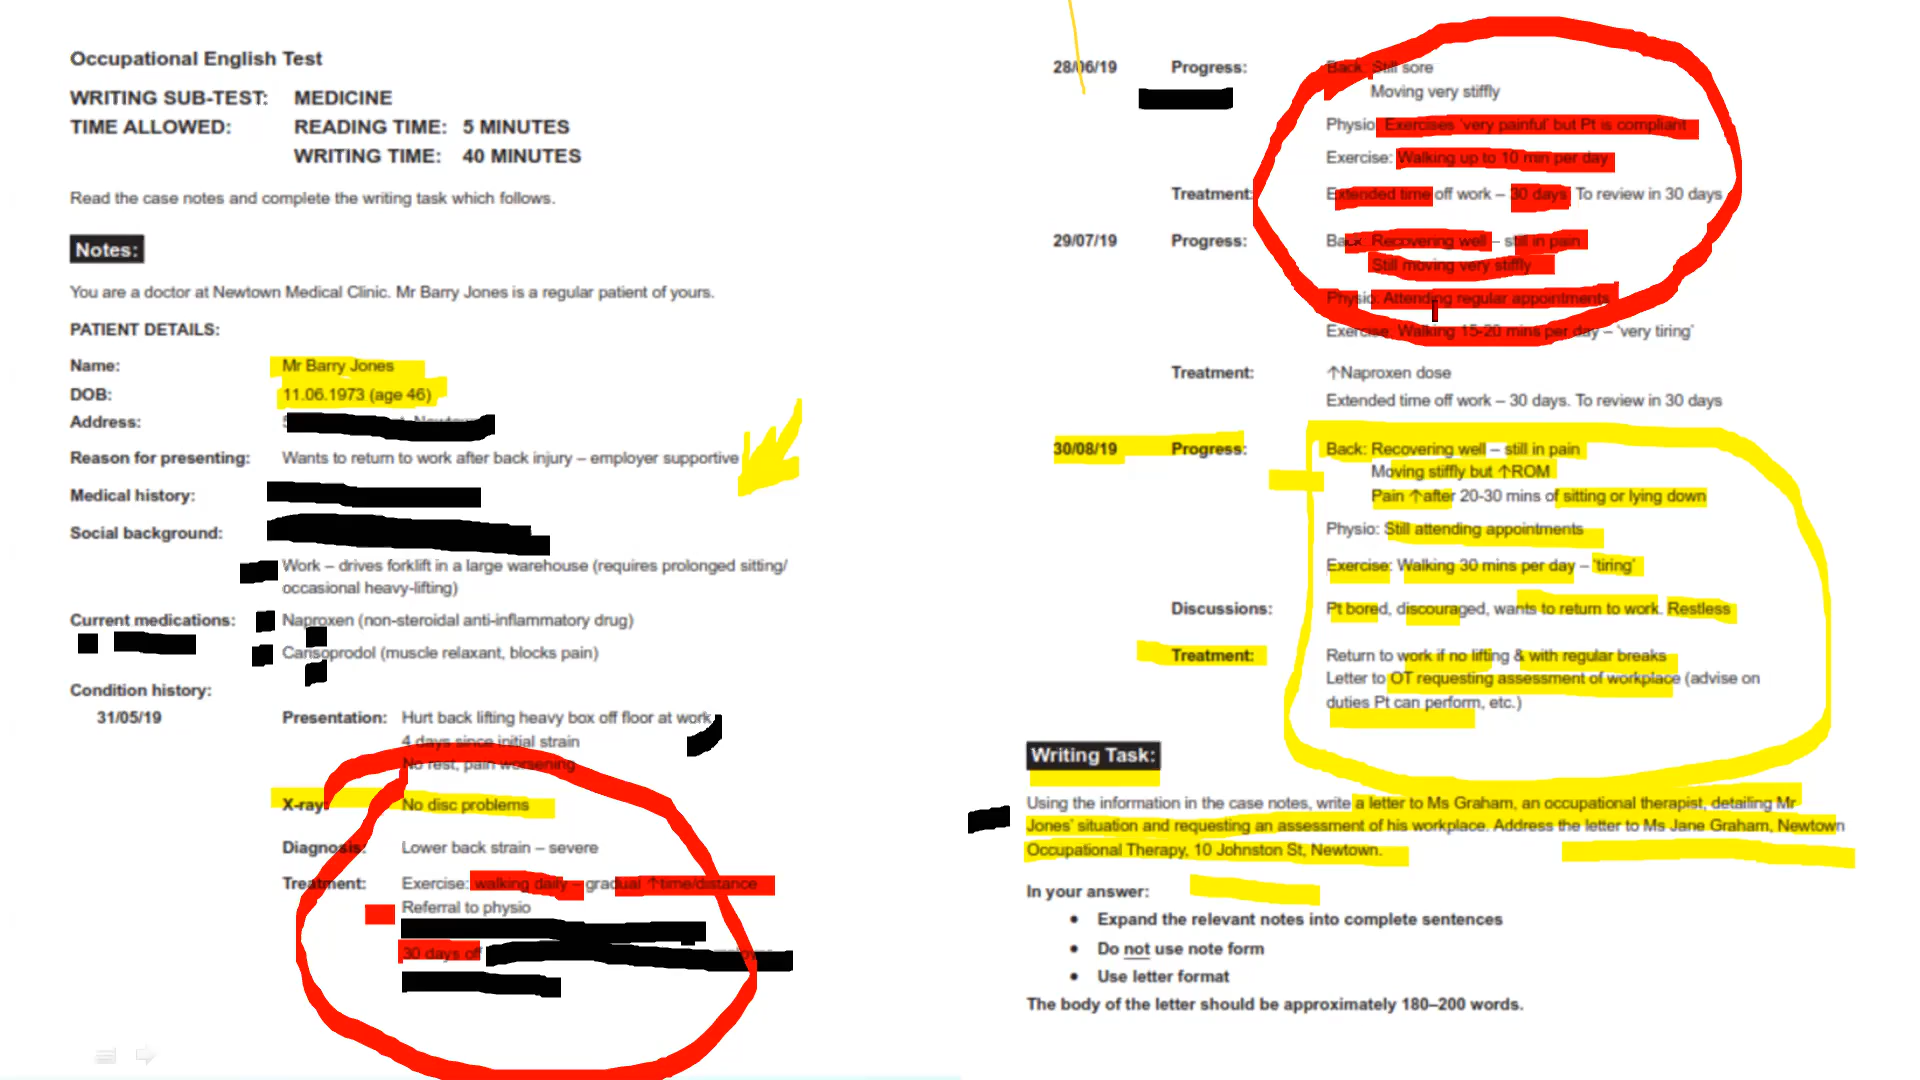 Occupational English Test
WRITING SUB-TEST: MEDICINE
TIME ALLOWED: READING TIME: 5 MINUTES
WRITING TIME: 40 MINUTES
Read the case notes and complete the writing task which follows.
Notes:
You are a doctor at Newtown Medical Clinic. Mr Barry Jones is a regular patient of yours.
PATIENT DETAILS:
Name: Mr Barry Jones
DOB: 11.06.1973 (age 46)
Address:
Reason for presenting: Wants to return to work after back injury – employer supportive
Medical history:
Social background:
Work – drives forklift in a large warehouse (requires prolonged sitting/
occasional heavy-lifting)
Current medications: Naproxen (non-steroidal anti-inflammatory drug)
Carisoprodol (muscle relaxant, blocks pain)
Condition history:
31/05/19 Presentation: Hurt back lifting heavy box off floor at work
4 days since initial strain
No rest, pain worsening
X-ray: No disc problems
Diagnosis: Lower back strain – severe
Treatment: Exercise: walking daily – gradual ↑time/distance
Referral to physio
30 days off
28/06/19 Progress: Back: Still sore
Moving very stiffly
Physio: Exercises 'very painful' but Pt is compliant
Exercise: Walking up to 10 min per day
Treatment: Extended time off work – 30 days. To review in 30 days
29/07/19 Progress: Back: Recovering well – still in pain
Still moving very stiffly
Physio: Attending regular appointments
Exercise: Walking 15-20 mins per day – 'very tiring'
Treatment: ↑Naproxen dose
Extended time off work – 30 days. To review in 30 days
30/08/19 Progress: Back: Recovering well – still in pain
Moving stiffly but ↑ROM
Pain ↑after 20-30 mins of sitting or lying down
Physio: Still attending appointments
Exercise: Walking 30 mins per day – 'tiring'
Discussions: Pt bored, discouraged, wants to return to work. Restless
Treatment: Return to work if no lifting & with regular breaks
Letter to OT requesting assessment of workplace (advise on
duties Pt can perform, etc.)
Writing Task:
Using the information in the case notes, write a letter to Ms Graham, an occupational therapist, detailing Mr
Jones' situation and requesting an assessment of his workplace. Address the letter to Ms Jane Graham, Newtown
Occupational Therapy, 10 Johnston St, Newtown.
In your answer:
• Expand the relevant notes into complete sentences
• Do not use note form
• Use letter format
The body of the letter should be approximately 180–200 words.